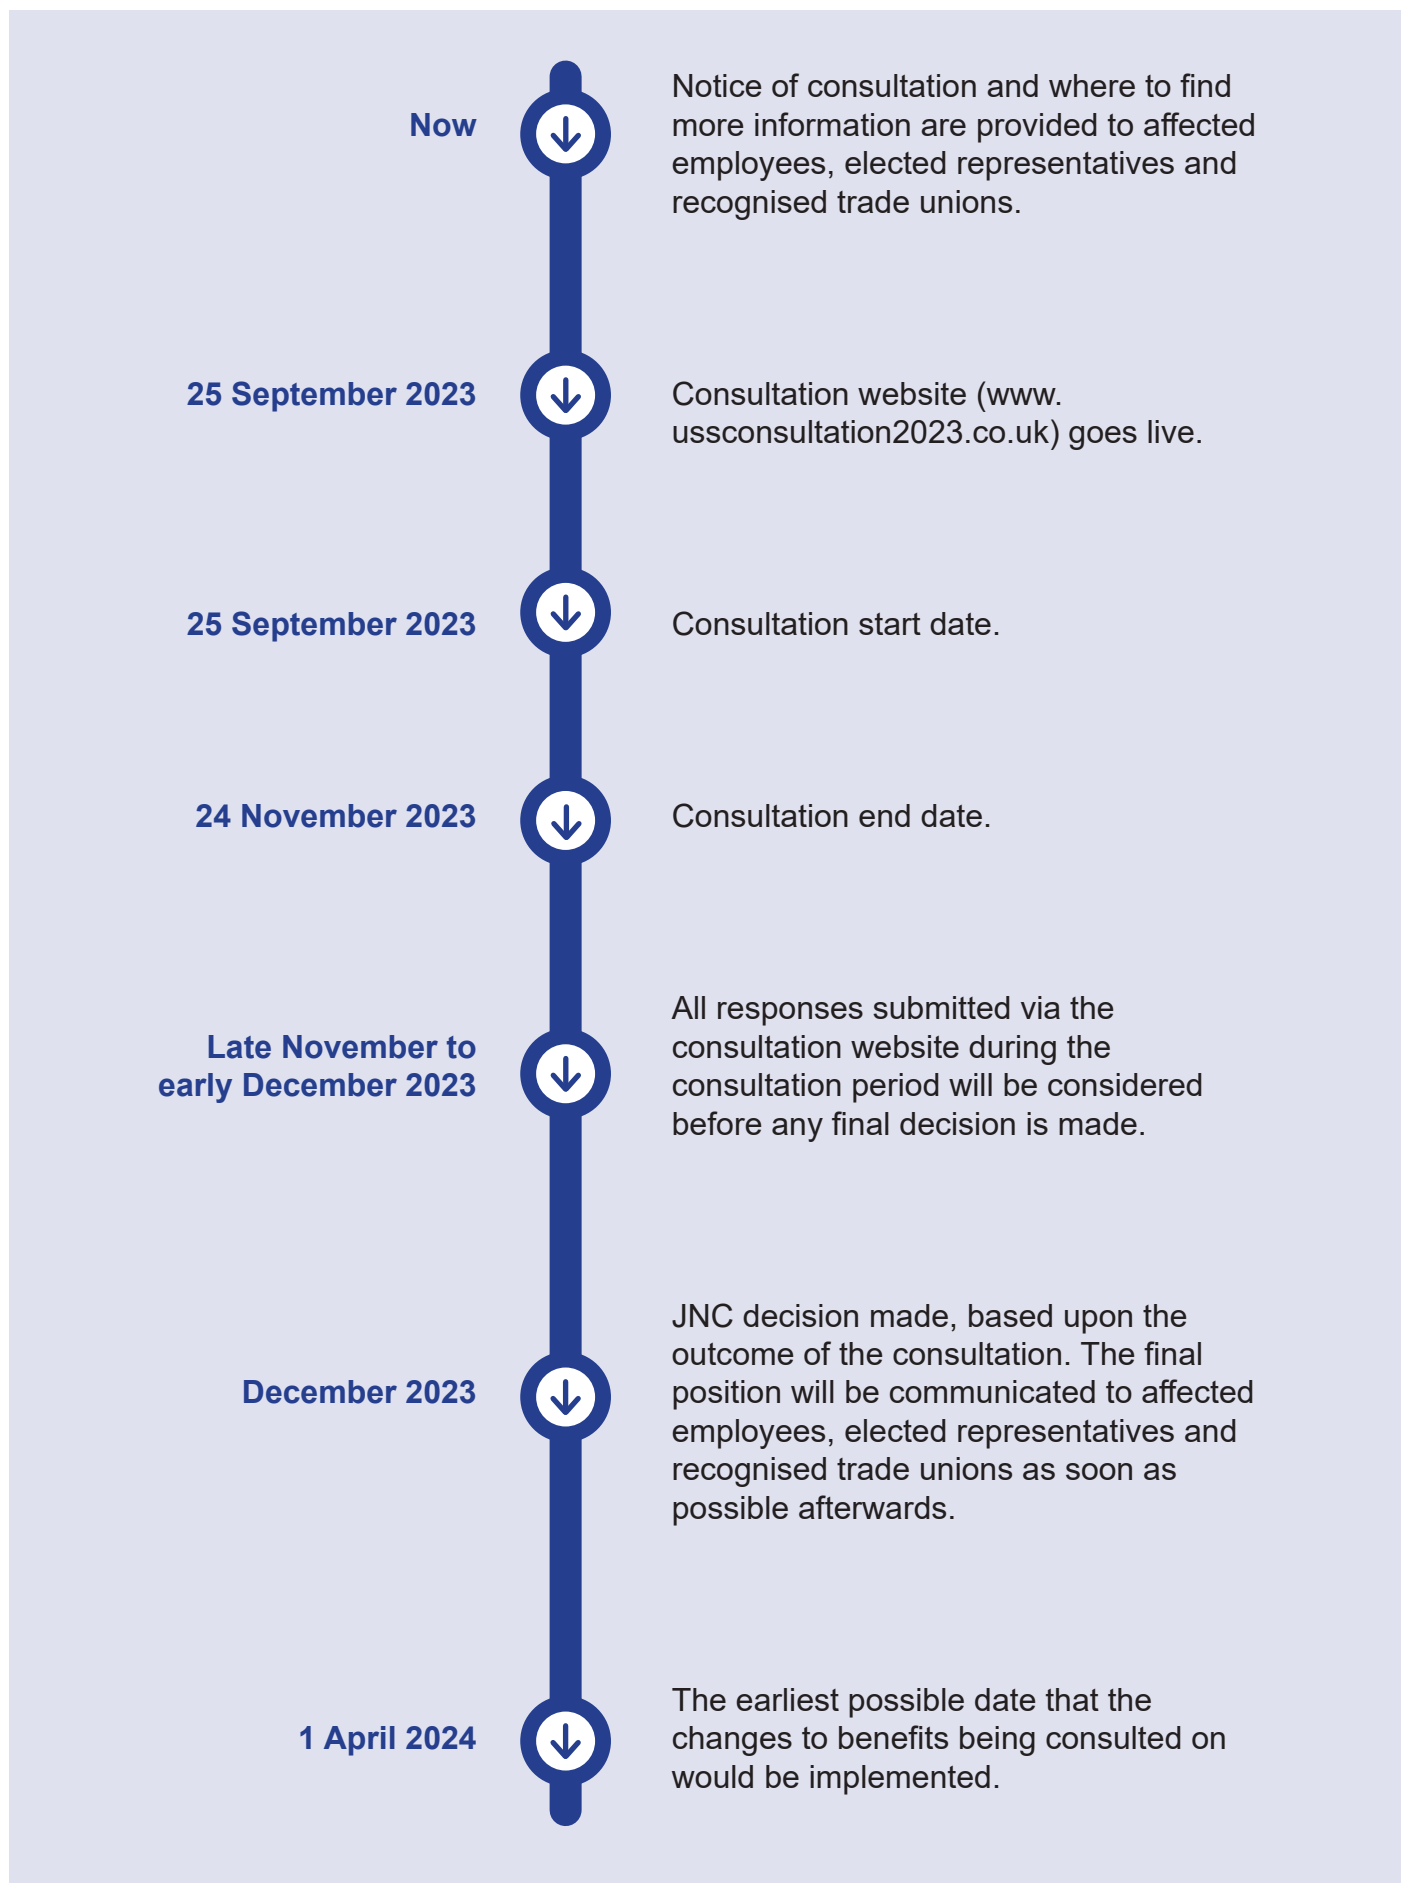 Now
Notice of consultation and where to find
more information are provided to affected
employees, elected representatives and
recognised trade unions.
25 September 2023
Consultation website (www.
ussconsultation2023.co.uk) goes live.
25 September 2023
Consultation start date.
24 November 2023
Consultation end date.
Late November to
early December 2023
All responses submitted via the
consultation website during the
consultation period will be considered
before any final decision is made.
December 2023
JNC decision made, based upon the
outcome of the consultation. The final
position will be communicated to affected
employees, elected representatives and
recognised trade unions as soon as
possible afterwards.
1 April 2024
The earliest possible date that the
changes to benefits being consulted on
would be implemented.